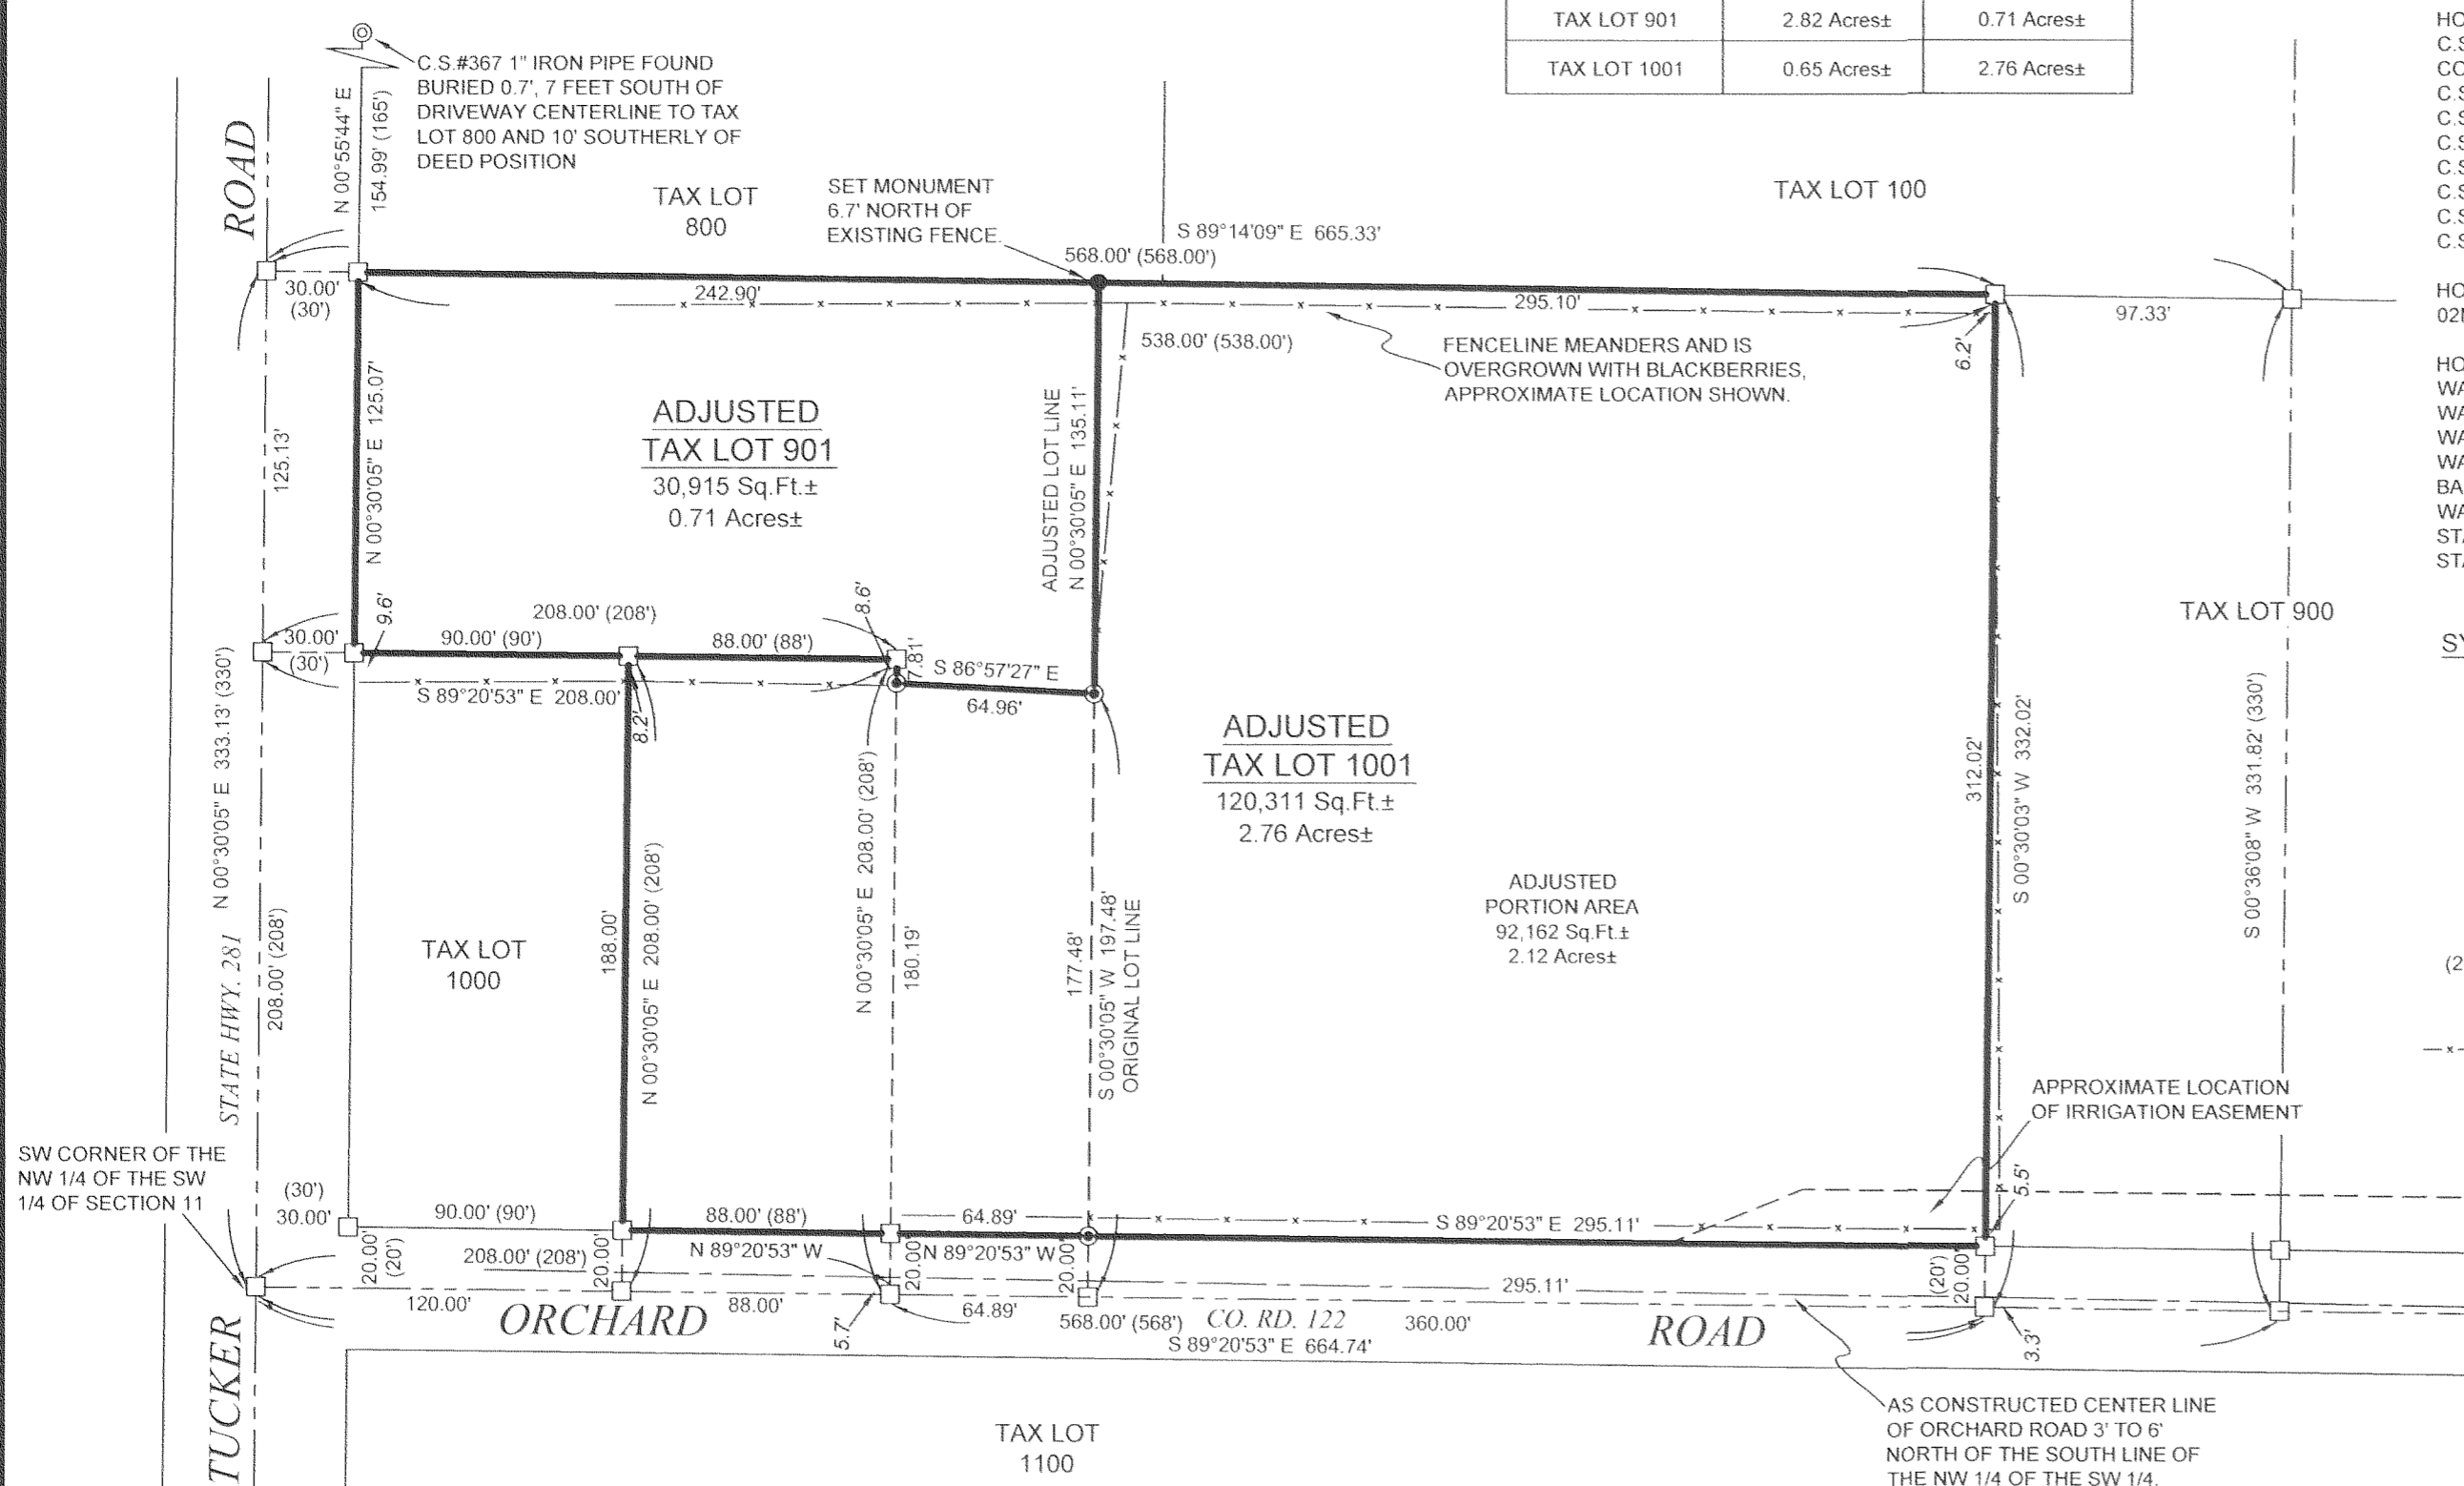 TAX LOT 901 2.82 Acres± 0.71 Acres±
TAX LOT 1001 0.65 Acres± 2.76 Acres±
C.S.#367 1" IRON PIPE FOUND
BURIED 0.7', 7 FEET SOUTH OF
DRIVEWAY CENTERLINE TO TAX
LOT 800 AND 10' SOUTHERLY OF
DEED POSITION
N 00°55'44" E
154.99' (165')
ROAD
TAX LOT
800
SET MONUMENT
6.7' NORTH OF
EXISTING FENCE.
TAX LOT 100
S 89°14'09" E 665.33'
568.00' (568.00')
30.00'
(30')
242.90'
295.10'
97.33'
538.00' (538.00')
FENCELINE MEANDERS AND IS
OVERGROWN WITH BLACKBERRIES,
APPROXIMATE LOCATION SHOWN.
6.2'
125.13'
N 00°30'05" E 125.07'
ADJUSTED
TAX LOT 901
30,915 Sq.Ft.±
0.71 Acres±
ADJUSTED LOT LINE
N 00°30'05" E 135.11'
TAX LOT 900
30.00'
(30')
9.6'
208.00' (208')
90.00' (90')
88.00' (88')
8.6'
7.81'
S 86°57'27" E
64.96'
S 89°20'53" E 208.00'
8.2'
ADJUSTED
TAX LOT 1001
120,311 Sq.Ft.±
2.76 Acres±
312.02'
S 00°30'03" W 332.02'
S 00°36'08" W 331.82' (330')
N 00°30'05" E 333.13' (330')
STATE HWY. 281
208.00' (208')
TAX LOT
1000
188.00'
N 00°30'05" E 208.00' (208')
N 00°30'05" E 208.00' (208')
180.19'
177.48'
S 00°30'05" W 197.48'
ORIGINAL LOT LINE
ADJUSTED
PORTION AREA
92,162 Sq.Ft.±
2.12 Acres±
APPROXIMATE LOCATION
OF IRRIGATION EASEMENT
SW CORNER OF THE
NW 1/4 OF THE SW
1/4 OF SECTION 11
(30')
30.00'
90.00' (90')
88.00' (88')
64.89'
S 89°20'53" E 295.11'
5.5'
20.00'
(20')
208.00' (208')
20.00'
N 89°20'53" W
20.00'
N 89°20'53" W
20.00'
(20')
20.00'
295.11'
120.00'
88.00'
64.89'
5.7'
568.00' (568')
CO. RD. 122
360.00'
S 89°20'53" E 664.74'
ORCHARD
ROAD
3.3'
TUCKER
TAX LOT
1100
AS CONSTRUCTED CENTER LINE
OF ORCHARD ROAD 3' TO 6'
NORTH OF THE SOUTH LINE OF
THE NW 1/4 OF THE SW 1/4.